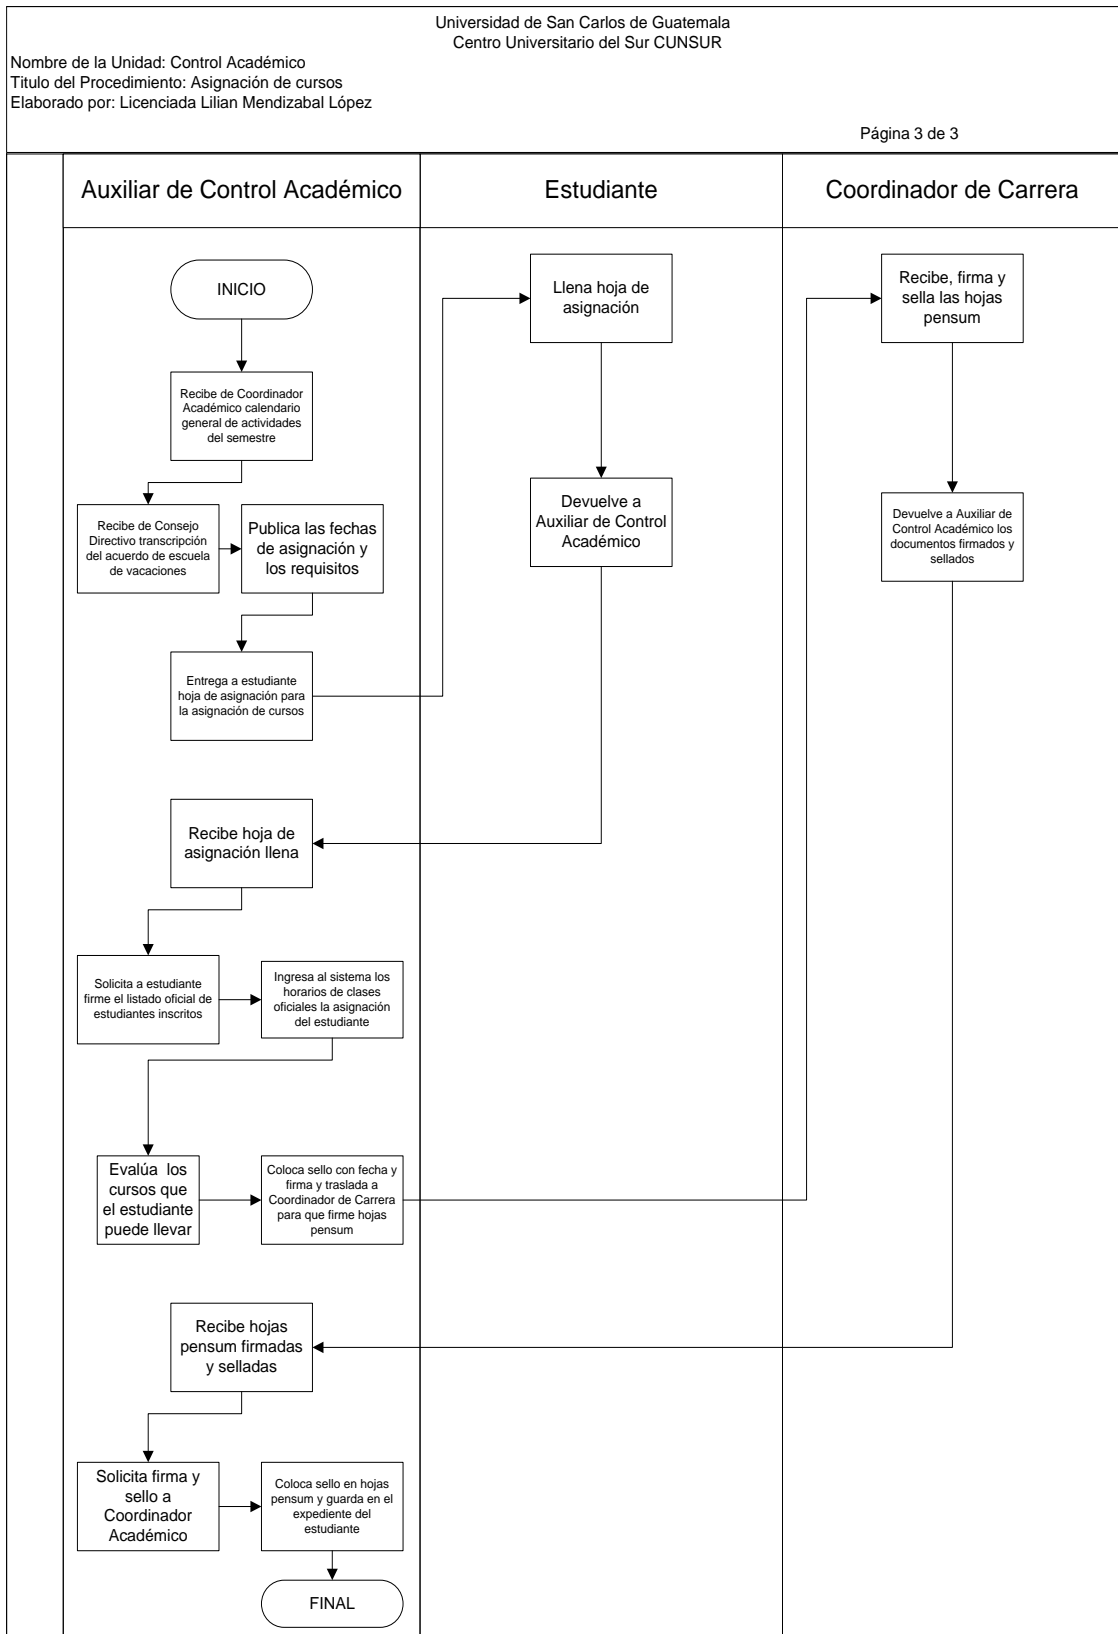 Universidad de San Carlos de Guatemala
Centro Universitario del Sur CUNSUR
Nombre de la Unidad: Control Académico
Titulo del Procedimiento: Asignación de cursos
Elaborado por: Licenciada Lilian Mendizabal López
Página 3 de 3
Auxiliar de Control Académico
Estudiante
Coordinador de Carrera
INICIO
Recibe de Coordinador
Académico calendario
general de actividades
del semestre
Recibe de Consejo
Directivo transcripción
del acuerdo de escuela
de vacaciones
Publica las fechas
de asignación y
los requisitos
Entrega a estudiante
hoja de asignación para
la asignación de cursos
Llena hoja de
asignación
Devuelve a
Auxiliar de Control
Académico
Recibe hoja de
asignación llena
Solicita a estudiante
firme el listado oficial de
estudiantes inscritos
Ingresa al sistema los
horarios de clases
oficiales la asignación
del estudiante
Evalúa  los
cursos que
el estudiante
puede llevar
Coloca sello con fecha y
firma y traslada a
Coordinador de Carrera
para que firme hojas
pensum
Recibe, firma y
sella las hojas
pensum
Devuelve a Auxiliar de
Control Académico los
documentos firmados y
sellados
Recibe hojas
pensum firmadas
y selladas
Solicita firma y
sello a
Coordinador
Académico
Coloca sello en hojas
pensum y guarda en el
expediente del
estudiante
FINAL